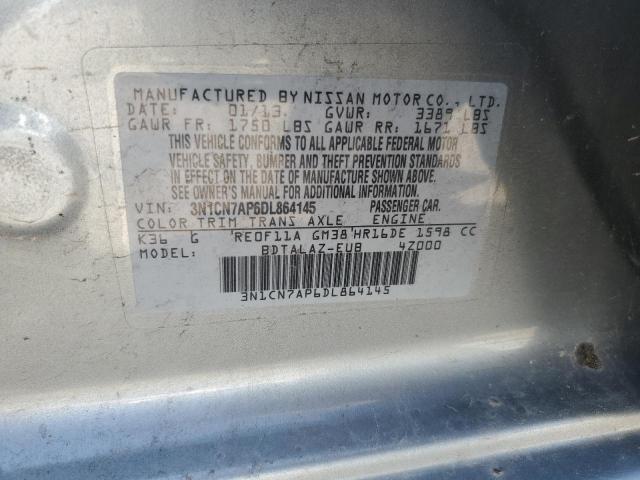 MANUFACTURED BY NISSAN MOTOR CO., LTD.
DATE: 01/13 GVWR: 3389 LBS
GAWR FR: 1750 LBS GAWR RR: 1671 LBS
THIS VEHICLE CONFORMS TO ALL APPLICABLE FEDERAL MOTOR
VEHICLE SAFETY, BUMPER AND THEFT PREVENTION STANDARDS
IN EFFECT ON THE DATE OF MANUFACTURE SHOWN ABOVE.
SEE OWNER'S MANUAL FOR ADDITIONAL INFORMATION.
VIN: 3N1CN7AP6DL864145 PASSENGER CAR.
COLOR TRIM TRANS AXLE ENGINE
K36 G RE0F11A GM38 HR16DE 1598 CC
BDTALAZ-EUB 4Z000
3N1CN7AP6DL864145